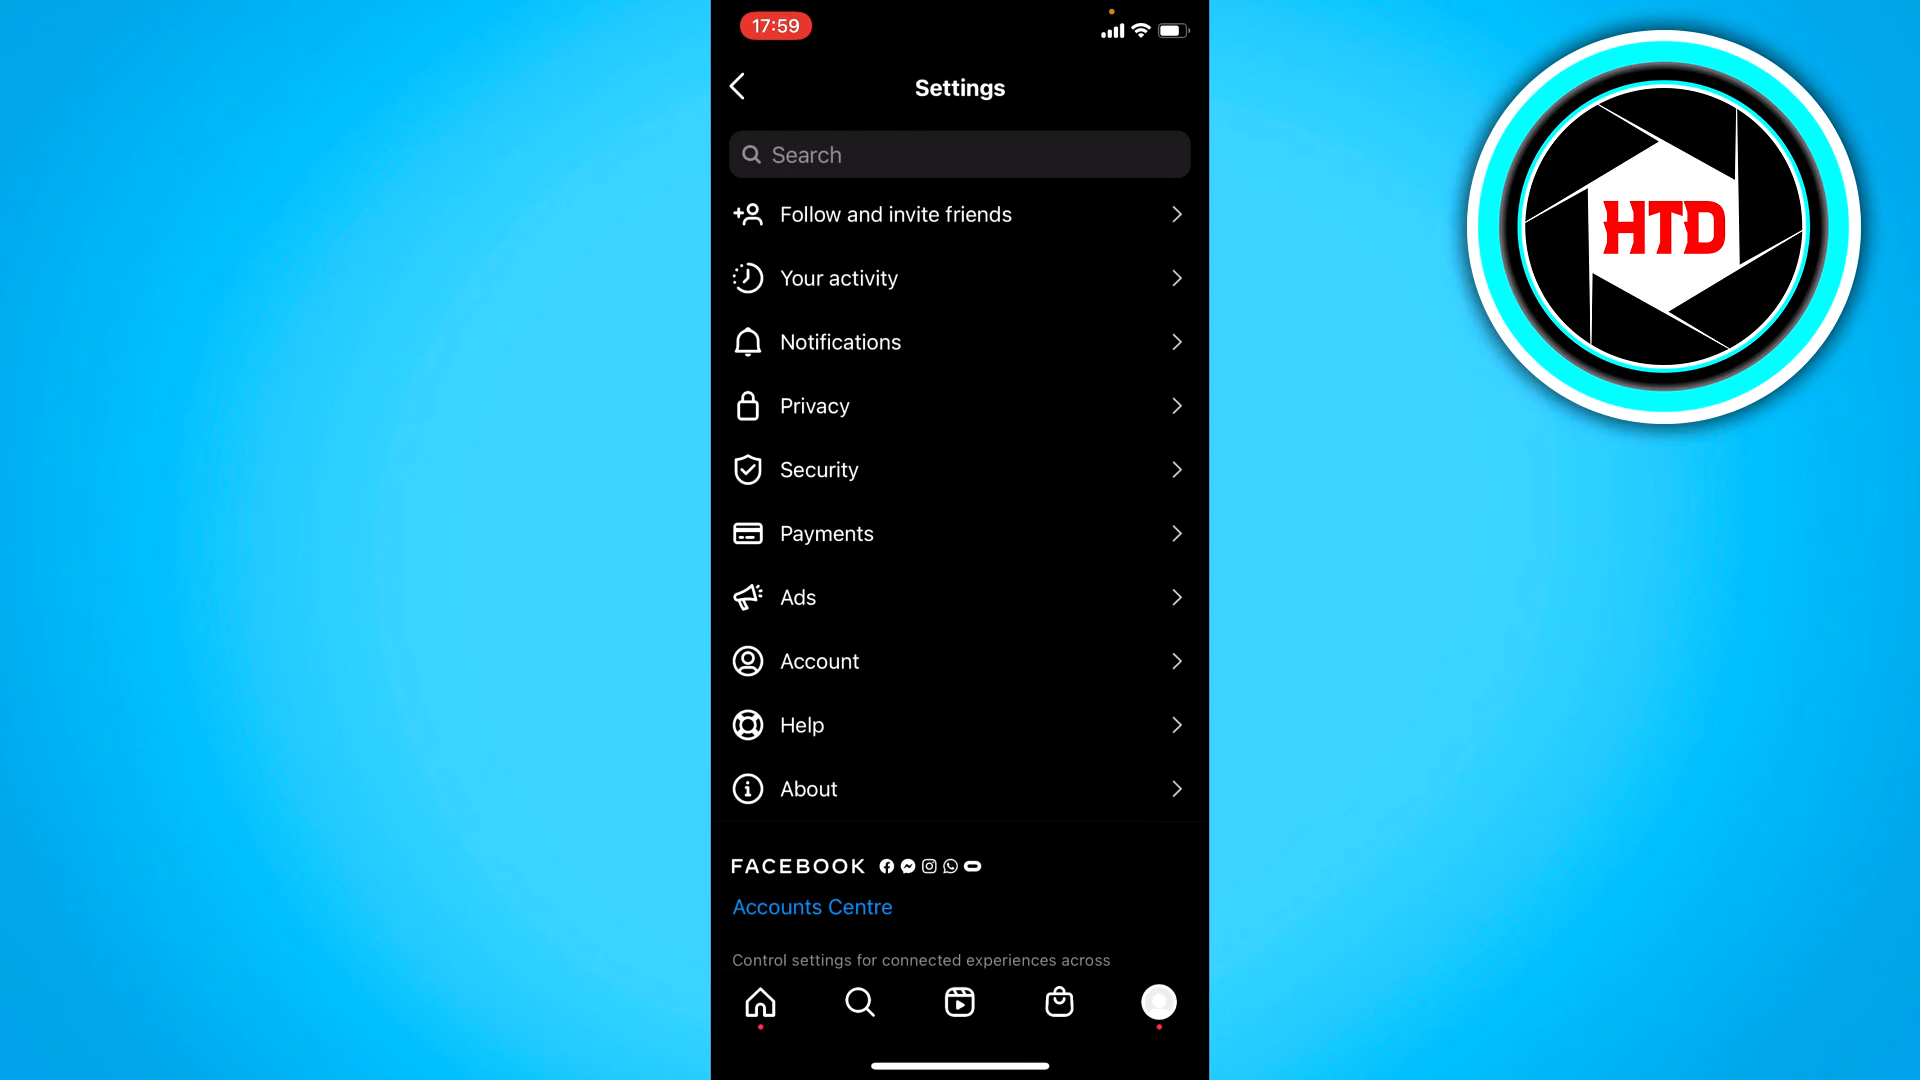 17:59
Settings
Search
Follow and invite friends
Your activity
Notifications
Privacy
Security
Payments
Ads
Account
Help
About
FACEBOOK
Accounts Centre
Control settings for connected experiences across
HTD